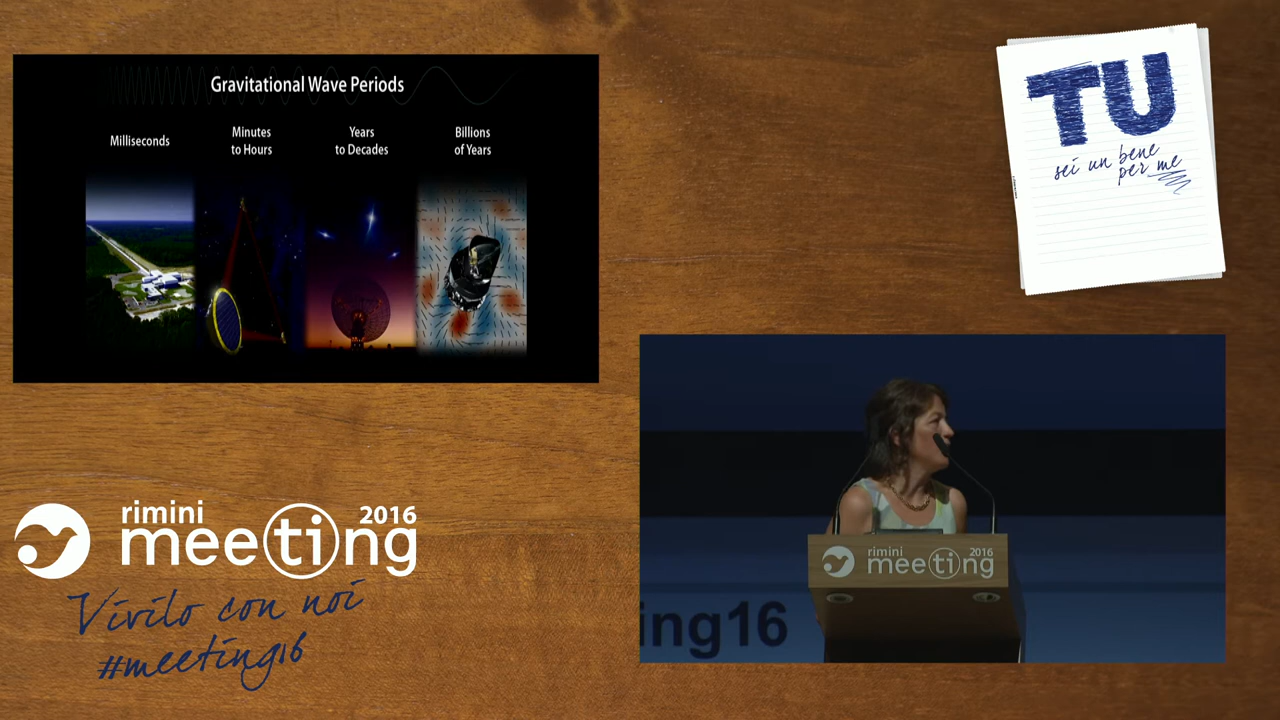 Gravitational Wave Periods
Milliseconds
Minutes
to Hours
Years
to Decades
Billions
of Years
TU
sei un bene
per me
rimini
meeting
2016
Vivilo con noi
#meeting16
rimini
meeting
2016
ing16